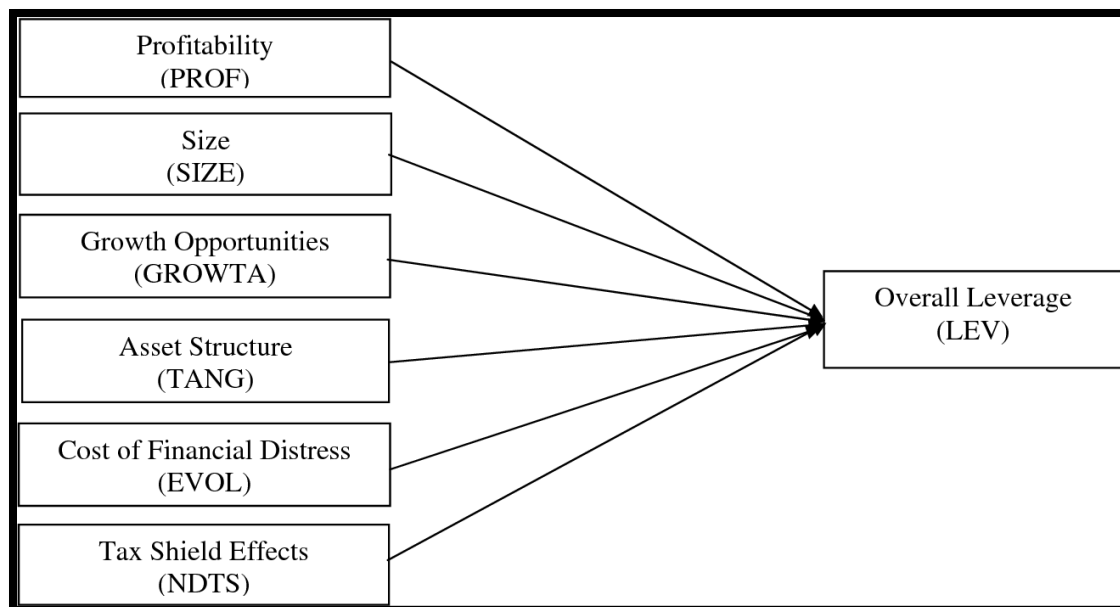 Profitability
(PROF)
Size
(SIZE)
Growth Opportunities
(GROWTA)
Asset Structure
(TANG)
Cost of Financial Distress
(EVOL)
Tax Shield Effects
(NDTS)
Overall Leverage
(LEV)